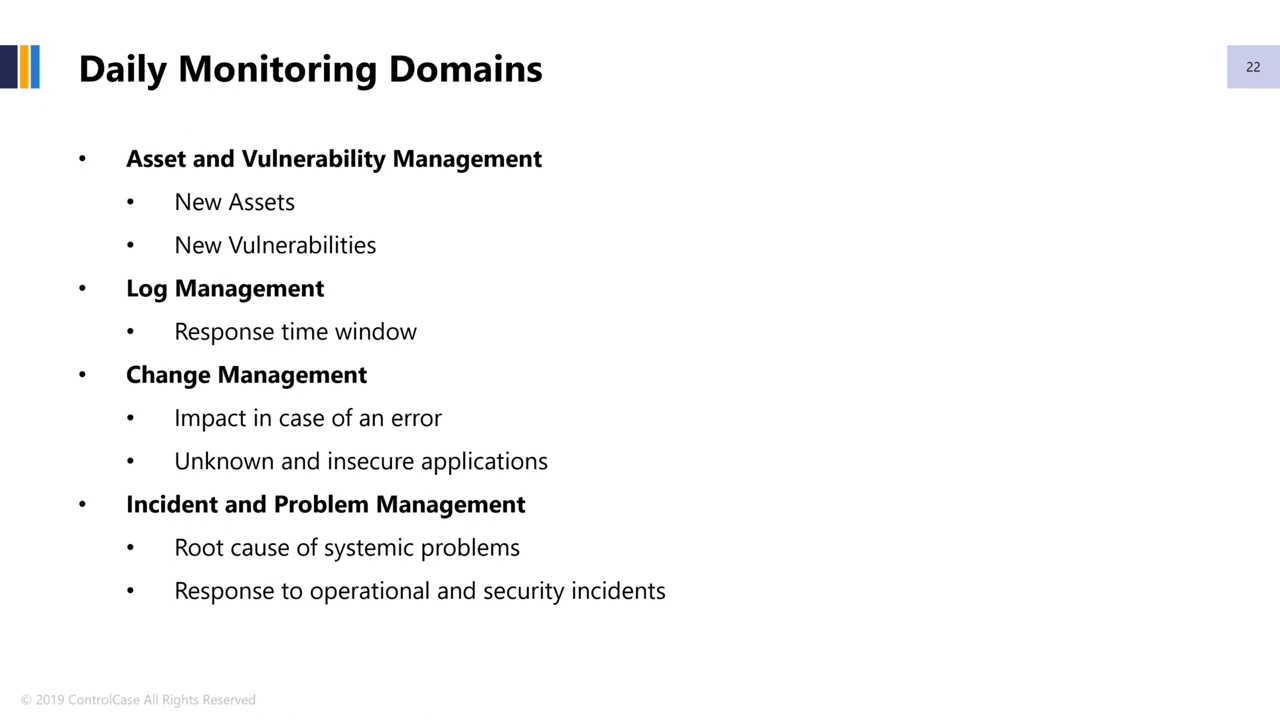 Daily Monitoring Domains
22
• Asset and Vulnerability Management
• New Assets
• New Vulnerabilities
• Log Management
• Response time window
• Change Management
• Impact in case of an error
• Unknown and insecure applications
• Incident and Problem Management
• Root cause of systemic problems
• Response to operational and security incidents
© 2019 ControlCase All Rights Reserved